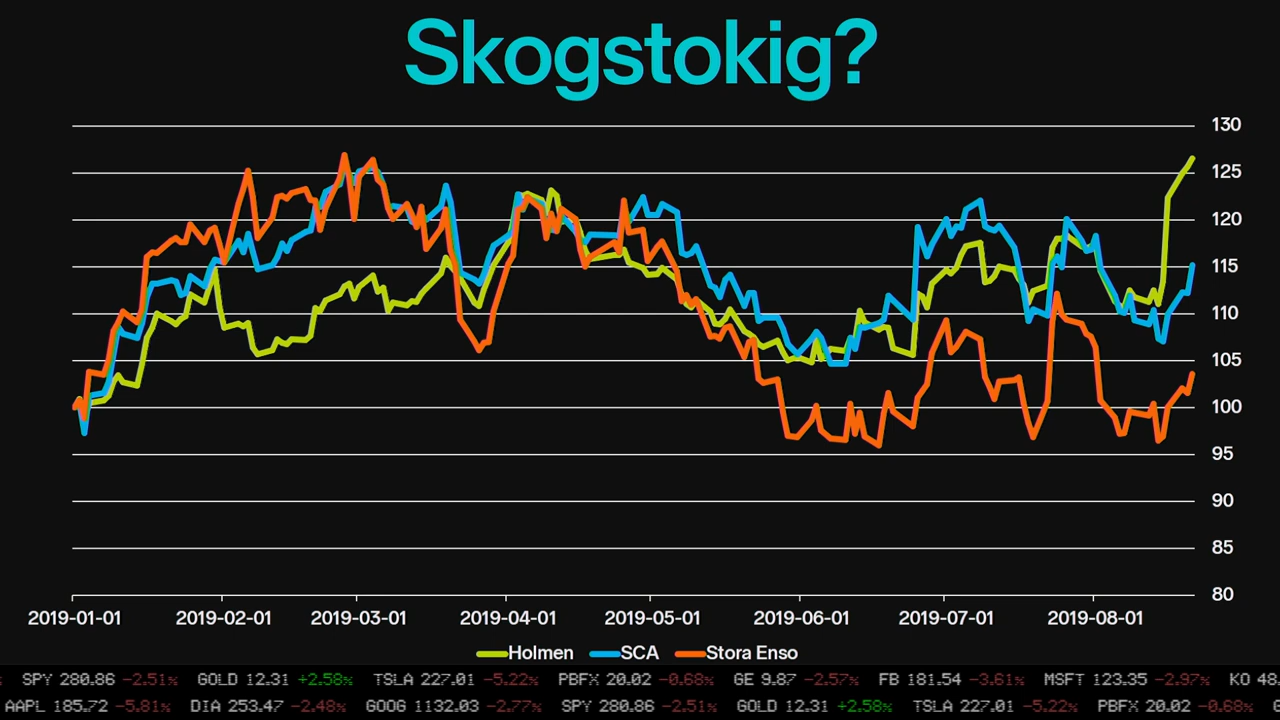 Skogstokig?
130
125
120
115
110
105
100
95
90
85
80
2019-01-01 2019-02-01 2019-03-01 2019-04-01 2019-05-01 2019-06-01 2019-07-01 2019-08-01
Holmen SCA Stora Enso
% SPY 280.86 -2.51% GOLD 12.31 +2.58% TSLA 227.01 -5.22% PBFX 20.02 -0.68% GE 9.87 -2.57% FB 181.54 -3.61% MSFT 123.35 -2.97% KO 48.
AAPL 185.72 -5.81% DIA 253.47 -2.48% GOOG 1132.03 -2.77% SPY 280.86 -2.51% GOLD 12.31 +2.58% TSLA 227.01 -5.22% PBFX 20.02 -0.68%